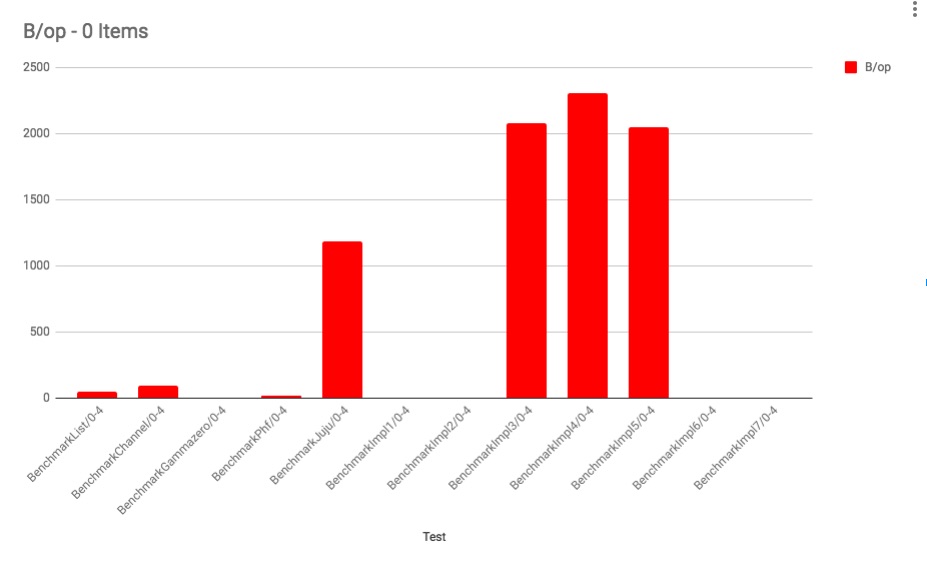 B/op - 0 Items
2500
B/op
2000
1500
1000
500
0
BenchmarkList/0-4
BenchmarkChannel/0-4
BenchmarkGammazero/0-4
BenchmarkPhf/0-4
BenchmarkJuju/0-4
BenchmarkImpl1/0-4
BenchmarkImpl2/0-4
BenchmarkImpl3/0-4
BenchmarkImpl4/0-4
BenchmarkImpl5/0-4
BenchmarkImpl6/0-4
BenchmarkImpl7/0-4
Test